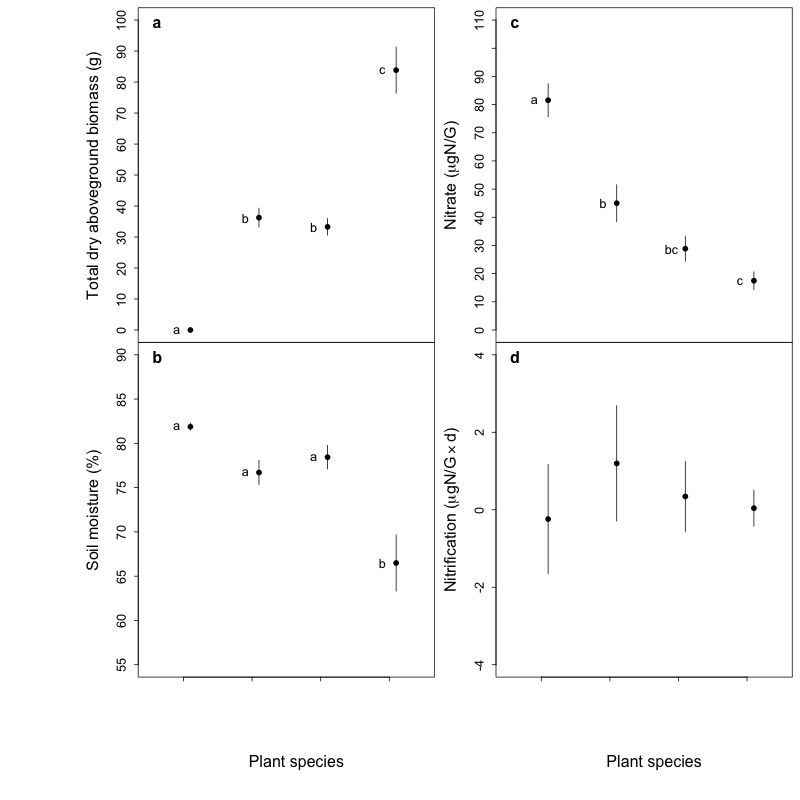 a
Total dry aboveground biomass (g)
100
90
80
70
60
50
40
30
20
10
0
a
b
b
c
b
Soil moisture (%)
90
85
80
75
70
65
60
55
a
a
a
b
Plant species
c
Nitrate (µgN/G)
110
90
80
70
60
50
40
30
20
10
0
a
b
bc
c
d
Nitrification (µgN/G × d)
4
2
0
-2
-4
Plant species